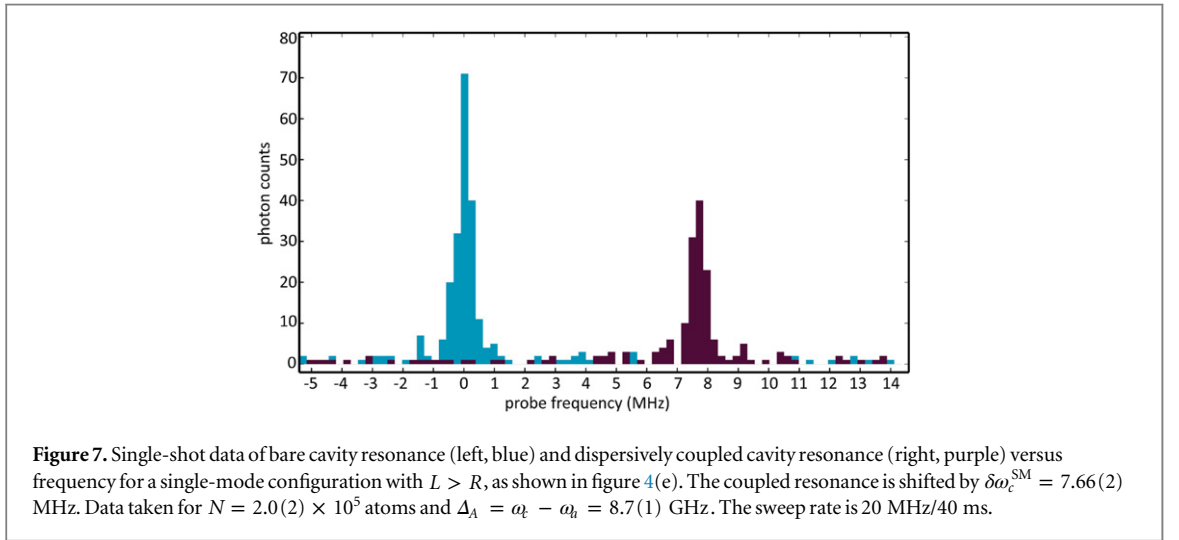 80
70
60
50
40
30
20
10
0
photon counts
-5 -4 -3 -2 -1 0 1 2 3 4 5 6 7 8 9 10 11 12 13 14
probe frequency (MHz)
Figure 7. Single-shot data of bare cavity resonance (left, blue) and dispersively coupled cavity resonance (right, purple) versus
frequency for a single-mode configuration with L > R, as shown in figure 4(e). The coupled resonance is shifted by δω_c^SM = 7.66(2)
MHz. Data taken for N = 2.0(2) × 10⁵ atoms and Δ_A = ω_c − ω_a = 8.7(1) GHz. The sweep rate is 20 MHz/40 ms.